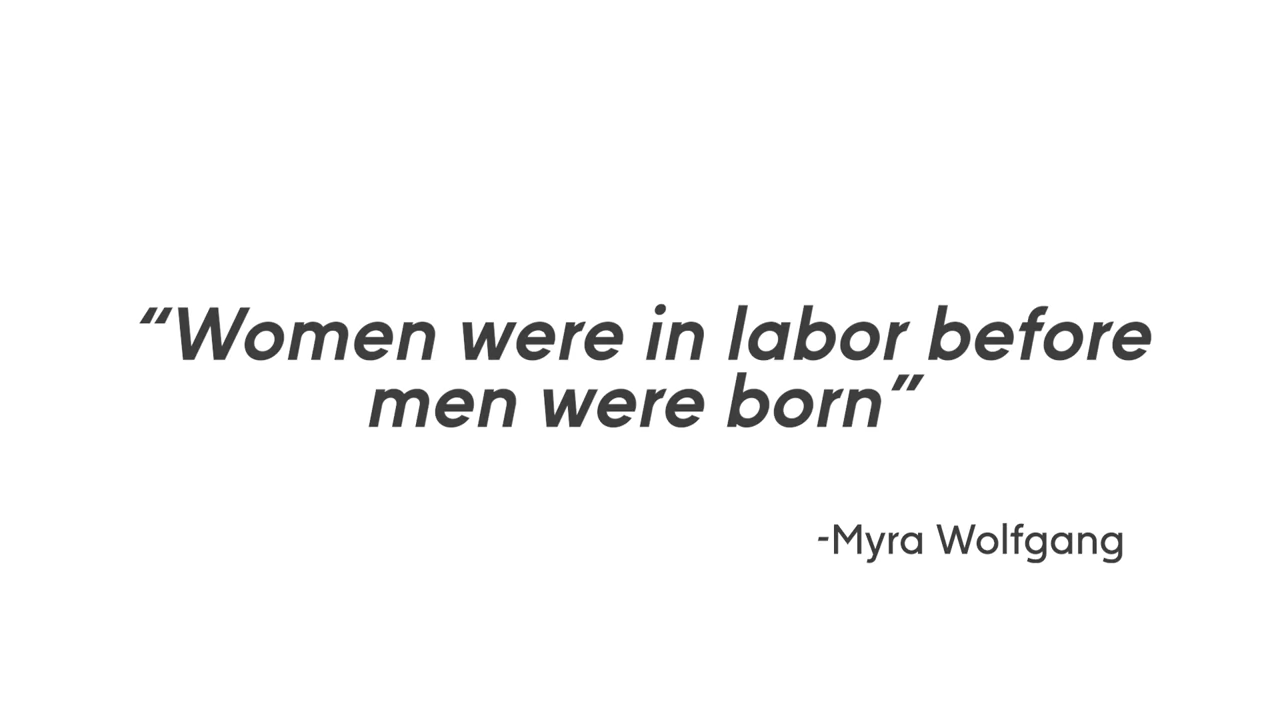 “Women were in labor before
men were born”
-Myra Wolfgang